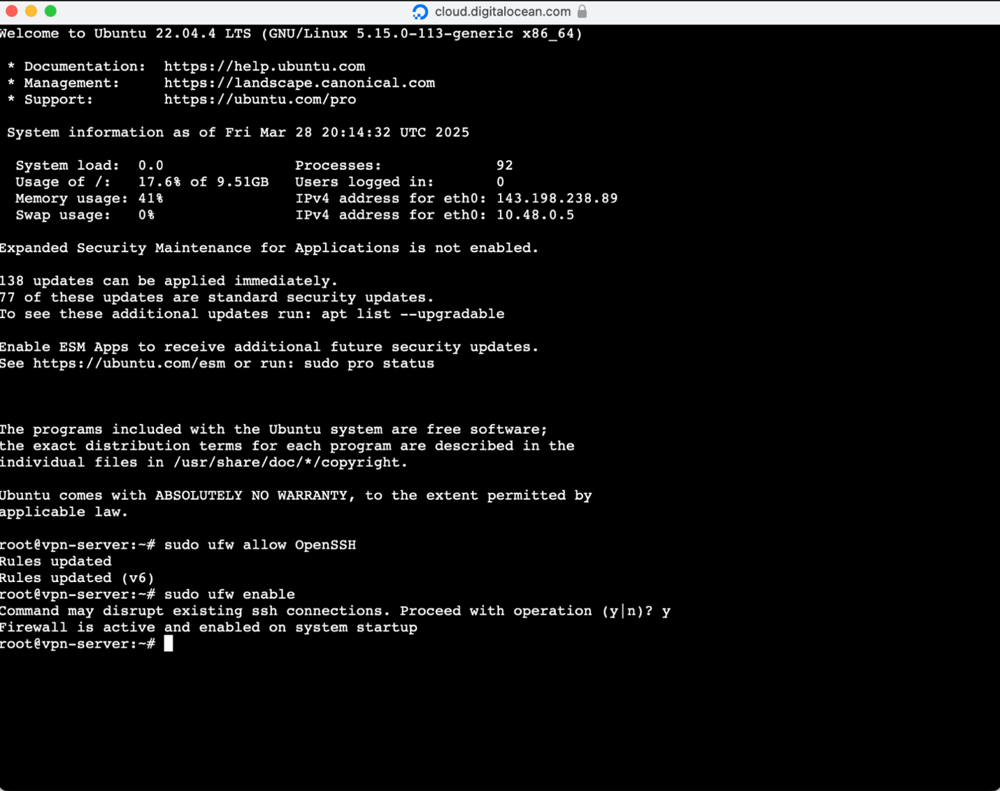 cloud.digitalocean.com
Welcome to Ubuntu 22.04.4 LTS (GNU/Linux 5.15.0-113-generic x86_64)
* Documentation:  https://help.ubuntu.com
* Management:     https://landscape.canonical.com
* Support:        https://ubuntu.com/pro
System information as of Fri Mar 28 20:14:32 UTC 2025
System load:  0.0               Processes:             92
Usage of /:   17.6% of 9.51GB   Users logged in:       0
Memory usage: 41%               IPv4 address for eth0: 143.198.238.89
Swap usage:   0%                IPv4 address for eth0: 10.48.0.5
Expanded Security Maintenance for Applications is not enabled.
138 updates can be applied immediately.
77 of these updates are standard security updates.
To see these additional updates run: apt list --upgradable
Enable ESM Apps to receive additional future security updates.
See https://ubuntu.com/esm or run: sudo pro status
The programs included with the Ubuntu system are free software;
the exact distribution terms for each program are described in the
individual files in /usr/share/doc/*/copyright.
Ubuntu comes with ABSOLUTELY NO WARRANTY, to the extent permitted by
applicable law.
root@vpn-server:~# sudo ufw allow OpenSSH
Rules updated
Rules updated (v6)
root@vpn-server:~# sudo ufw enable
Command may disrupt existing ssh connections. Proceed with operation (y|n)? y
Firewall is active and enabled on system startup
root@vpn-server:~#